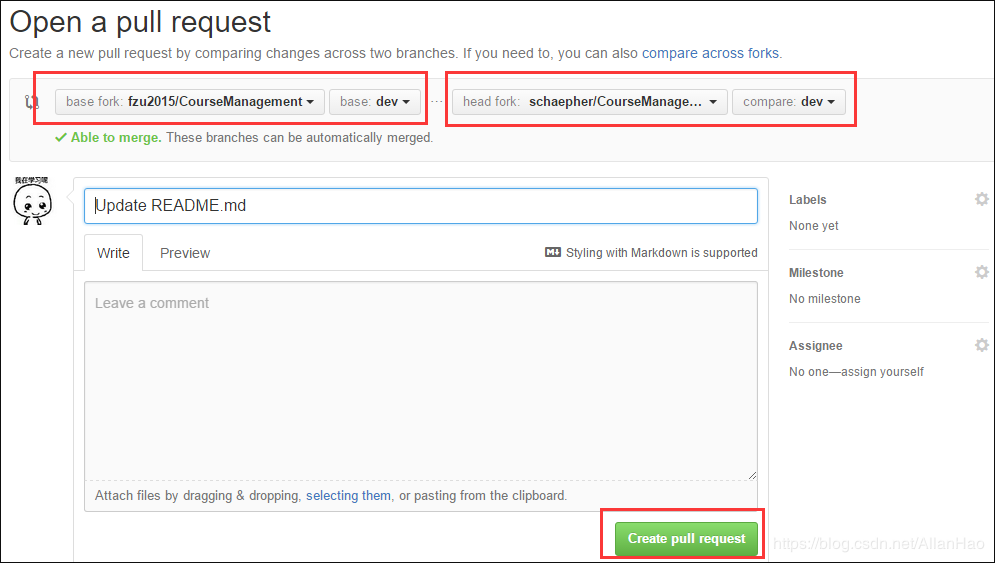 Open a pull request
Create a new pull request by comparing changes across two branches. If you need to, you can also compare across forks.
base fork: fzu2015/CourseManagement base: dev ... head fork: schaepher/CourseManage... compare: dev
Able to merge. These branches can be automatically merged.
我在学习呢
Update README.md
Labels
None yet
Write Preview Styling with Markdown is supported
Milestone
No milestone
Leave a comment
Assignee
No one—assign yourself
Attach files by dragging & dropping, selecting them, or pasting from the clipboard.
Create pull request
https://blog.csdn.net/AllanHao